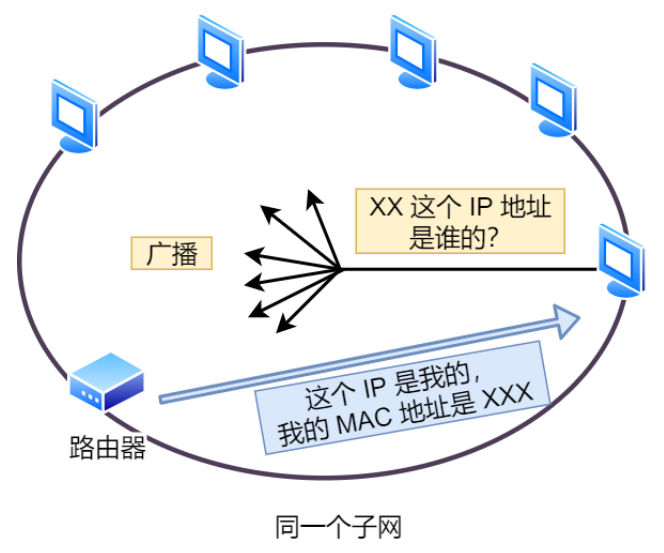 XX 这个 IP 地址
是谁的？
广播
这个 IP 是我的，
我的 MAC 地址是 XXX
路由器
同一个子网